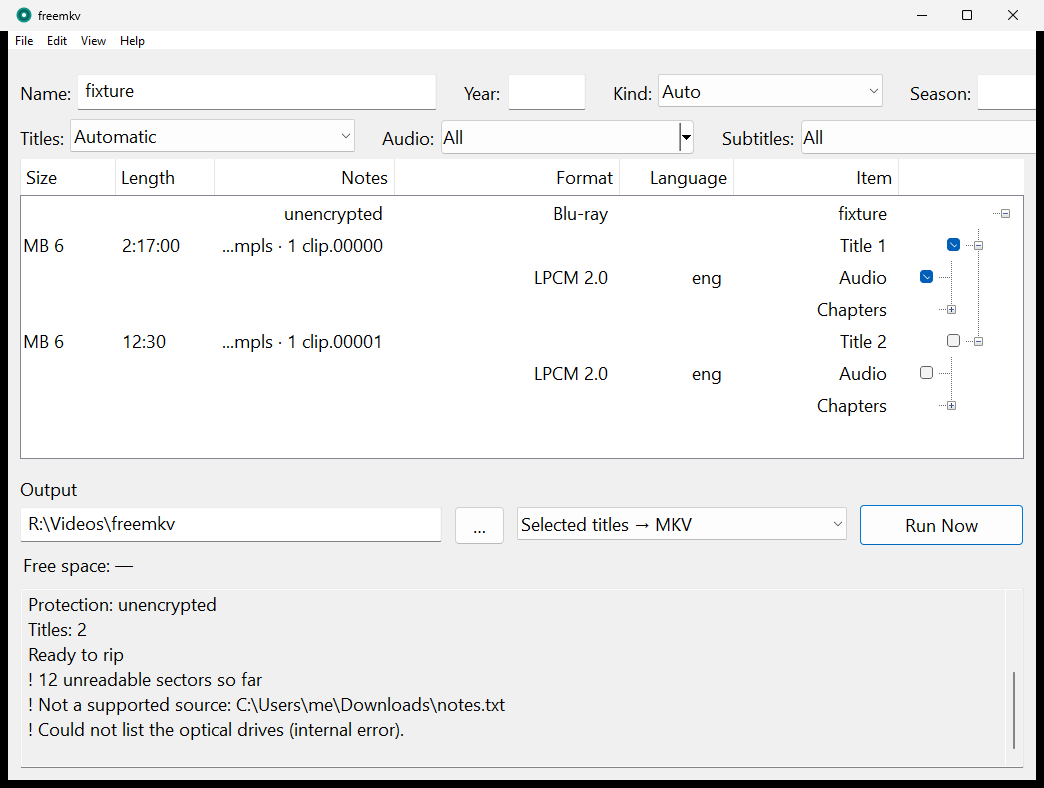 freemkv
File Edit View Help
Name: fixture Year: Kind: Auto Season:
Titles: Automatic Audio: All Subtitles: All
Size Length Notes Format Language Item
unencrypted Blu-ray fixture
MB 6 2:17:00 ...mpls · 1 clip.00000 Title 1
LPCM 2.0 eng Audio
Chapters
MB 6 12:30 ...mpls · 1 clip.00001 Title 2
LPCM 2.0 eng Audio
Chapters
Output
R:\Videos\freemkv ... Selected titles → MKV Run Now
Free space: —
Protection: unencrypted
Titles: 2
Ready to rip
! 12 unreadable sectors so far
! Not a supported source: C:\Users\me\Downloads\notes.txt
! Could not list the optical drives (internal error).